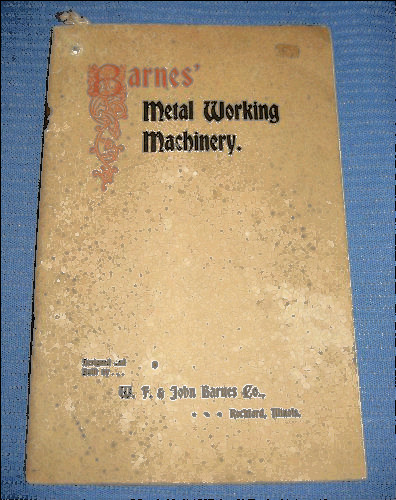 Barnes'
Metal Working
Machinery.
Designed and
Built by . . .
W. F. & John Barnes Co.,
Rockford, Illinois.